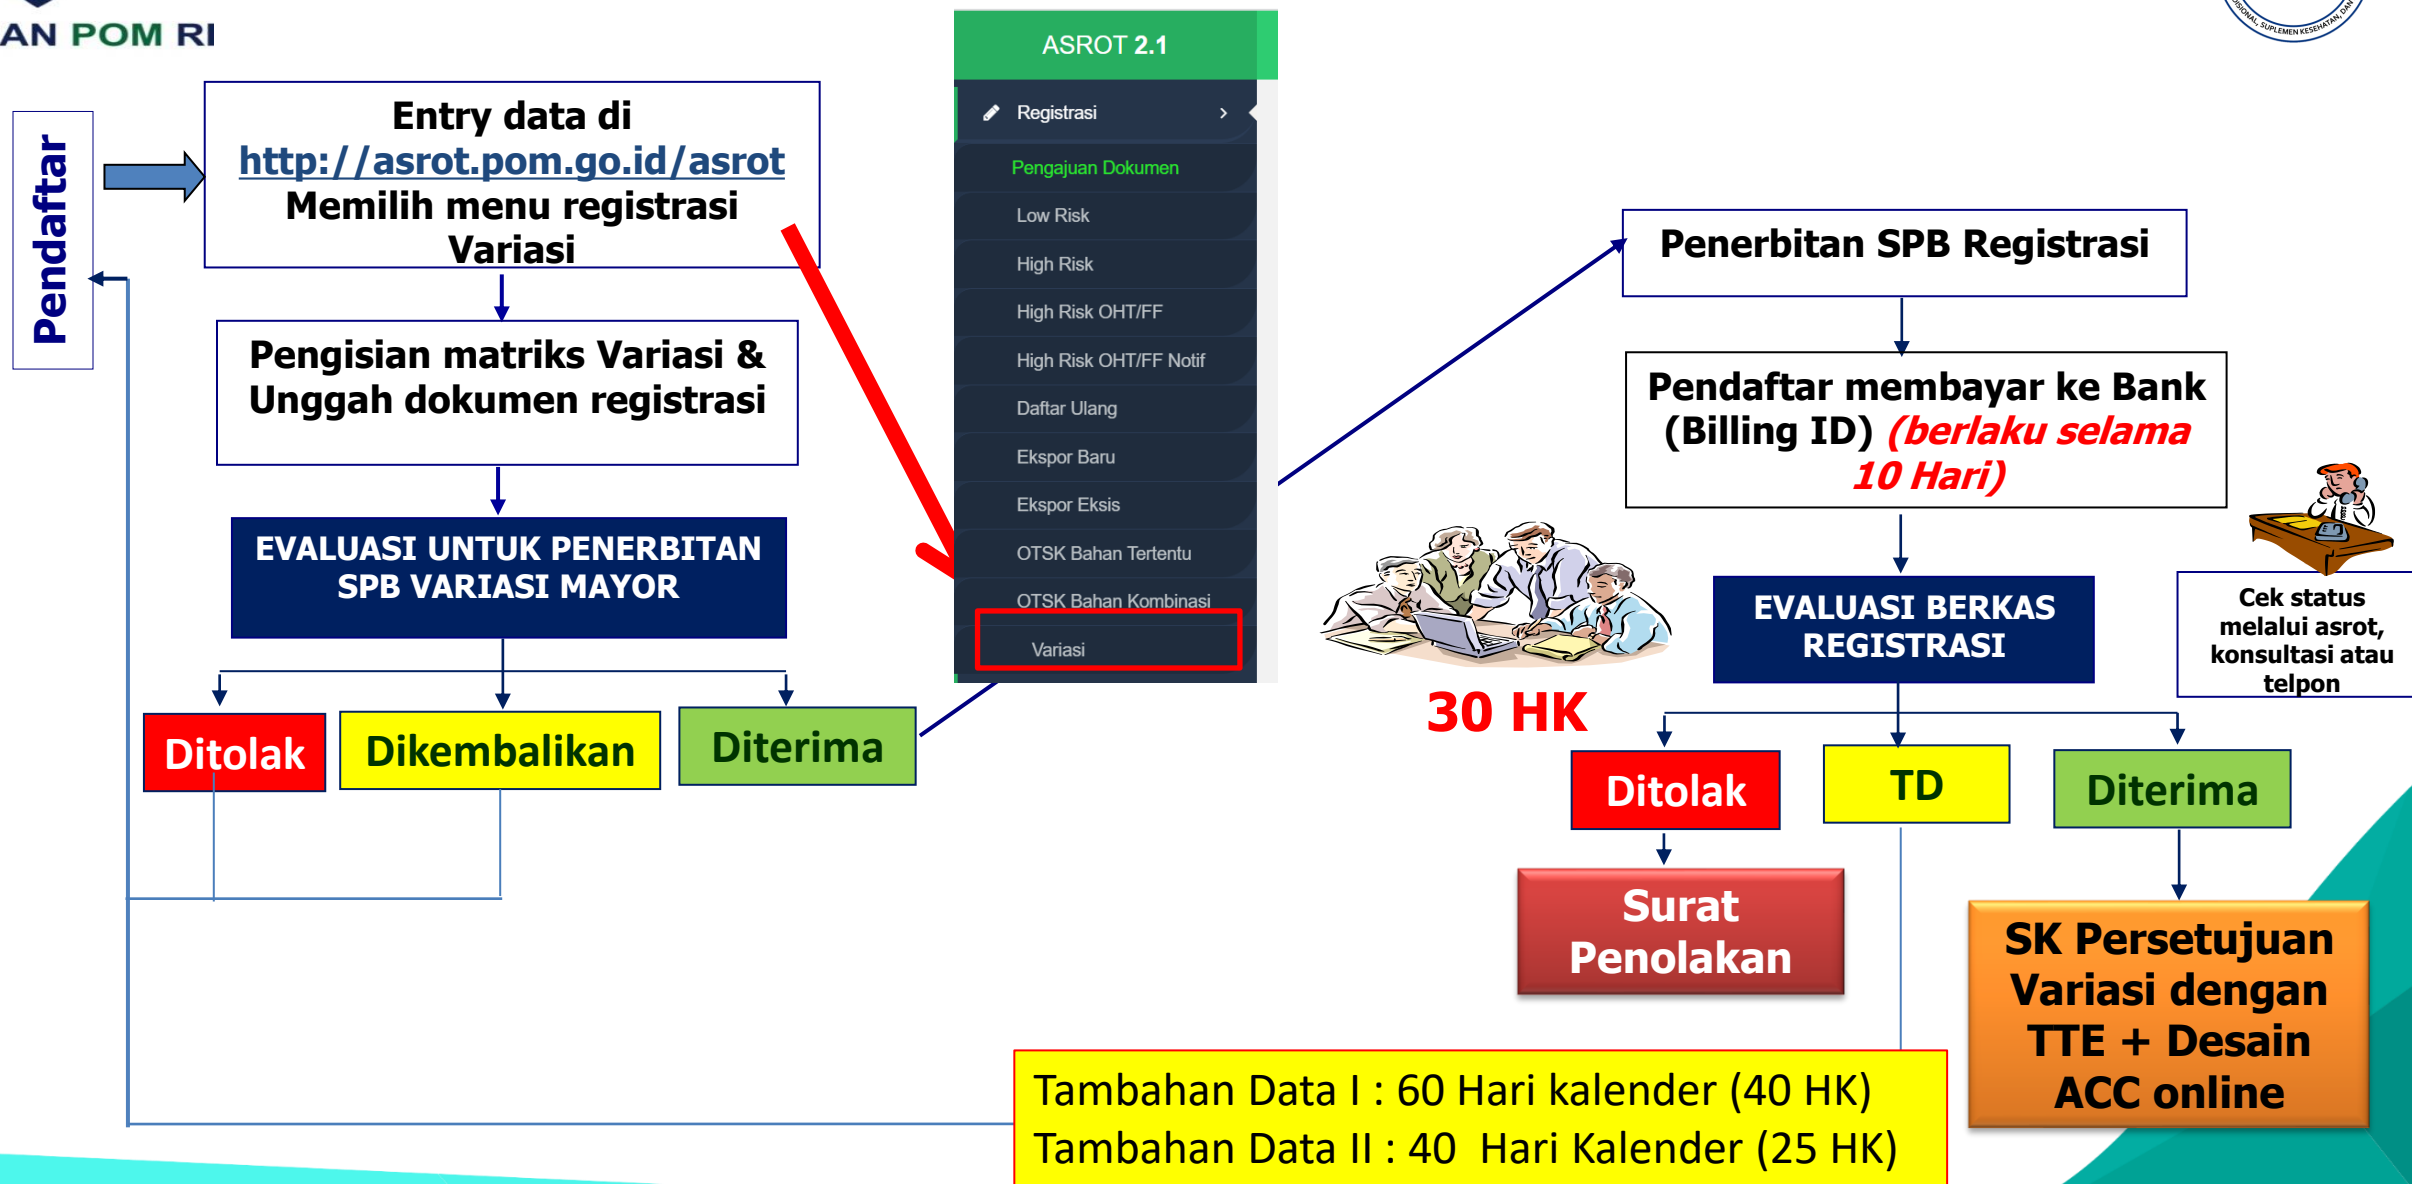 AN POM RI
SIONAL, SUPLEMEN KESEHATAN, DAN
Pendaftar
Entry data di
http://asrot.pom.go.id/asrot
Memilih menu registrasi
Variasi
Pengisian matriks Variasi &
Unggah dokumen registrasi
EVALUASI UNTUK PENERBITAN
SPB VARIASI MAYOR
Ditolak
Dikembalikan
Diterima
ASROT 2.1
Registrasi
Pengajuan Dokumen
Low Risk
High Risk
High Risk OHT/FF
High Risk OHT/FF Notif
Daftar Ulang
Ekspor Baru
Ekspor Eksis
OTSK Bahan Tertentu
OTSK Bahan Kombinasi
Variasi
Penerbitan SPB Registrasi
Pendaftar membayar ke Bank
(Billing ID) (berlaku selama
10 Hari)
30 HK
EVALUASI BERKAS
REGISTRASI
Cek status
melalui asrot,
konsultasi atau
telpon
Ditolak
TD
Diterima
Surat
Penolakan
SK Persetujuan
Variasi dengan
TTE + Desain
ACC online
Tambahan Data I : 60 Hari kalender (40 HK)
Tambahan Data II : 40 Hari Kalender (25 HK)